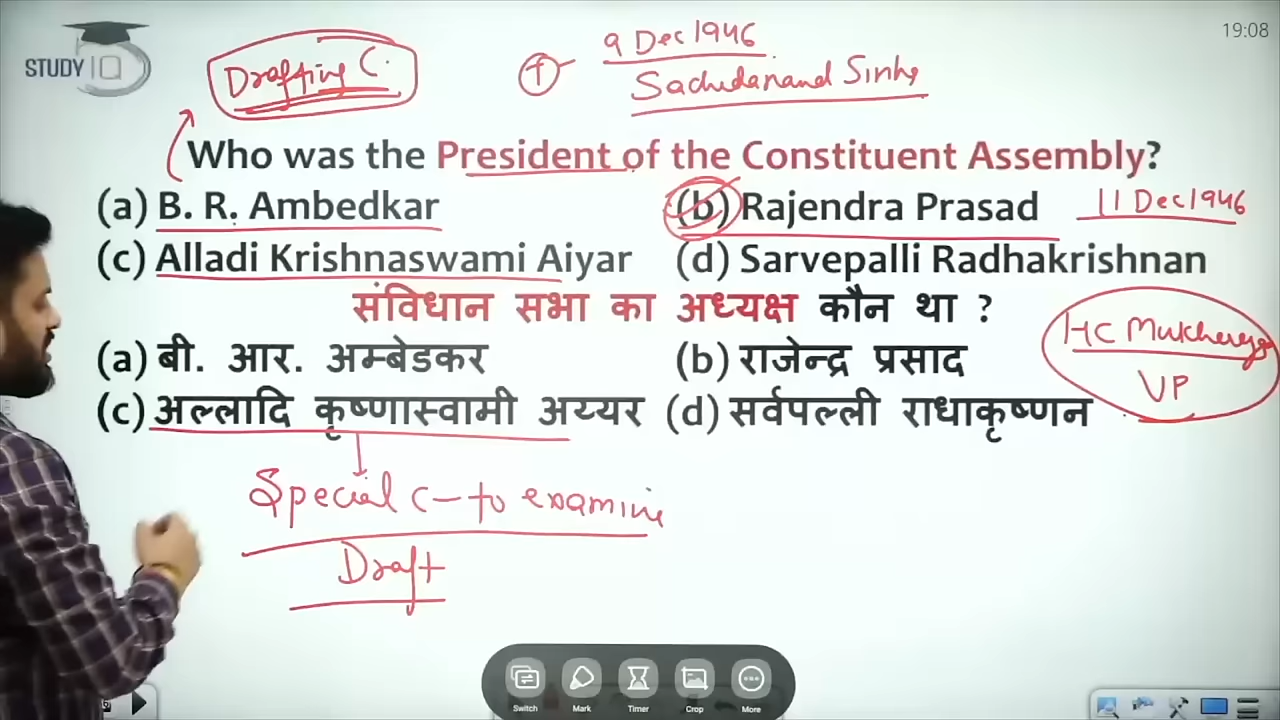 19:08
STUDY IQ
Drafting C.
9 Dec 1946
Sachidanand Sinha
Who was the President of the Constituent Assembly?
(a) B. R. Ambedkar (b) Rajendra Prasad 11 Dec 1946
(c) Alladi Krishnaswami Aiyar (d) Sarvepalli Radhakrishnan
संविधान सभा का अध्यक्ष कौन था ?
HC Mukherjee
VP
(a) बी. आर. अम्बेडकर (b) राजेन्द्र प्रसाद
(c) अल्लादि कृष्णास्वामी अय्यर (d) सर्वपल्ली राधाकृष्णन
Special C - to examine
Draft
Switch Mark Timer Crop More